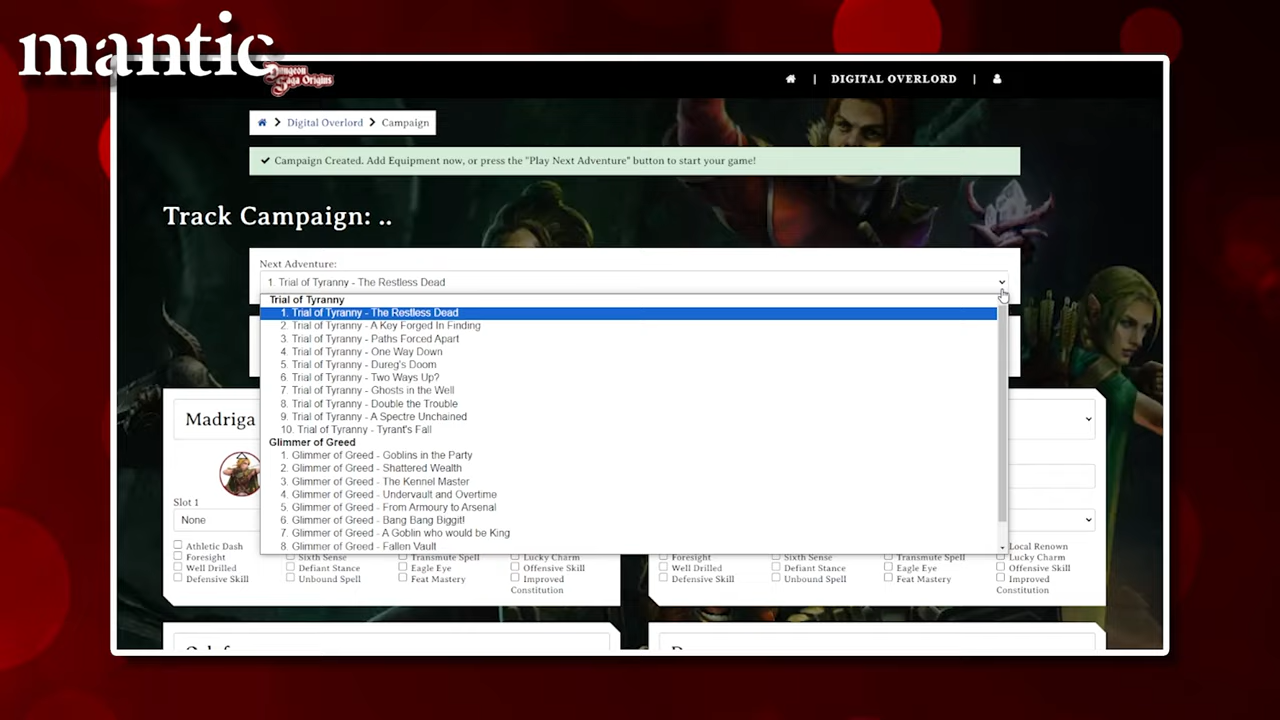 mantic
Dungeon
Saga Origins
| DIGITAL OVERLORD |
Digital Overlord Campaign
Campaign Created. Add Equipment now, or press the "Play Next Adventure" button to start your game!
Track Campaign: ..
Next Adventure:
1. Trial of Tyranny - The Restless Dead
Trial of Tyranny
1. Trial of Tyranny - The Restless Dead
2. Trial of Tyranny - A Key Forged In Finding
3. Trial of Tyranny - Paths Forced Apart
4. Trial of Tyranny - One Way Down
5. Trial of Tyranny - Dureg's Doom
6. Trial of Tyranny - Two Ways Up?
7. Trial of Tyranny - Ghosts in the Well
8. Trial of Tyranny - Double the Trouble
9. Trial of Tyranny - A Spectre Unchained
10. Trial of Tyranny - Tyrant's Fall
Glimmer of Greed
1. Glimmer of Greed - Goblins in the Party
2. Glimmer of Greed - Shattered Wealth
3. Glimmer of Greed - The Kennel Master
4. Glimmer of Greed - Undervault and Overtime
5. Glimmer of Greed - From Armoury to Arsenal
6. Glimmer of Greed - Bang Bang Biggit!
7. Glimmer of Greed - A Goblin who would be King
8. Glimmer of Greed - Fallen Vault
Madriga
Slot 1
None
Athletic Dash
Foresight Sixth Sense Transmute Spell Lucky Charm
Well Drilled Defiant Stance Eagle Eye Offensive Skill
Defensive Skill Unbound Spell Feat Mastery Improved
Constitution
Local Renown
Foresight Sixth Sense Transmute Spell Lucky Charm
Well Drilled Defiant Stance Eagle Eye Offensive Skill
Defensive Skill Unbound Spell Feat Mastery Improved
Constitution